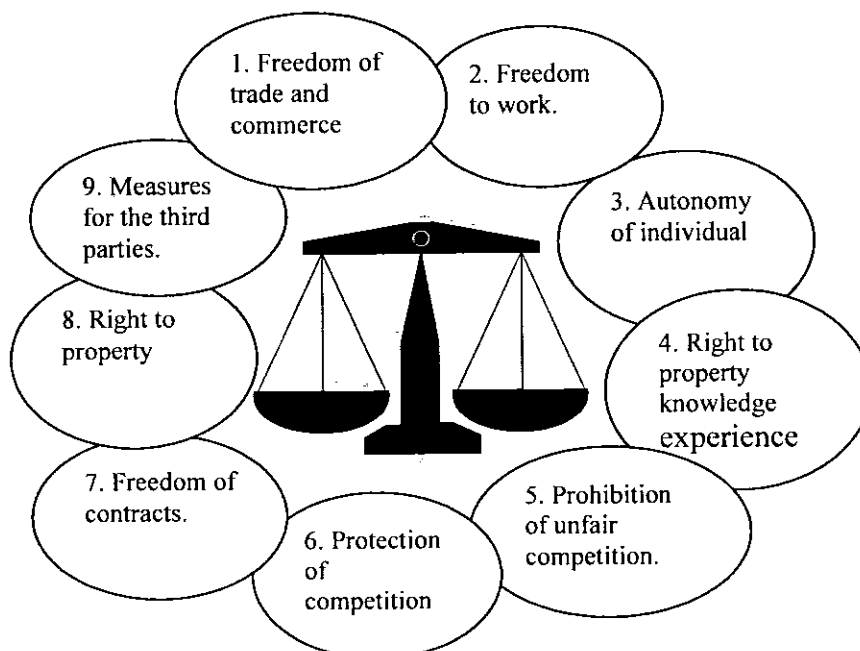 1. Freedom of
trade and
commerce
2. Freedom
to work.
3. Autonomy
of individual
4. Right to
property
knowledge
experience
5. Prohibition
of unfair
competition.
6. Protection
of
competition
7. Freedom of
contracts.
8. Right to
property
9. Measures
for the third
parties.